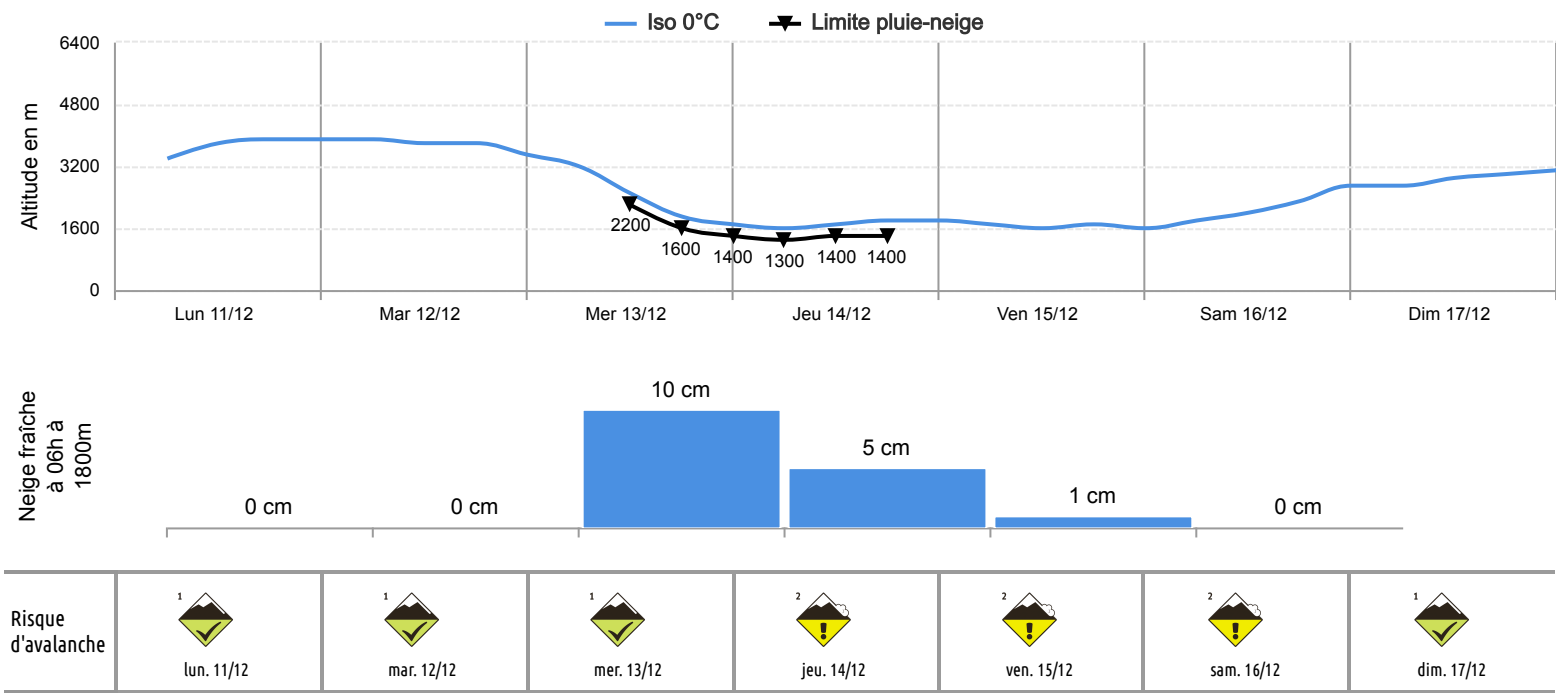 Iso 0°C Limite pluie-neige
6400
4800
3200
1600
0
Altitude en m
2200
1600
1400
1300
1400
1400
Lun 11/12 Mar 12/12 Mer 13/12 Jeu 14/12 Ven 15/12 Sam 16/12 Dim 17/12
Neige fraîche
à 06h à
1800m
0 cm 0 cm 10 cm 5 cm 1 cm 0 cm
Risque
d'avalanche
1 1 1 2 2 2 1
! ! !
lun. 11/12 mar. 12/12 mer. 13/12 jeu. 14/12 ven. 15/12 sam. 16/12 dim. 17/12